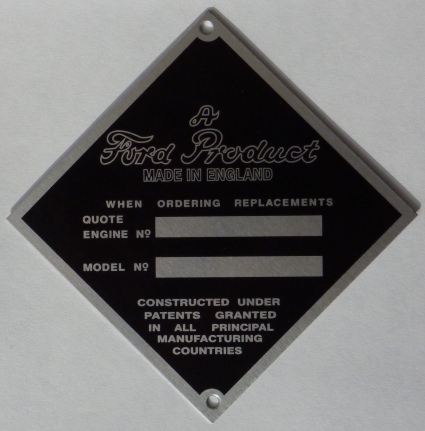 A
Ford Product
MADE IN ENGLAND
WHEN ORDERING REPLACEMENTS
QUOTE
ENGINE Nº
MODEL Nº
CONSTRUCTED UNDER
PATENTS GRANTED
IN ALL PRINCIPAL
MANUFACTURING
COUNTRIES